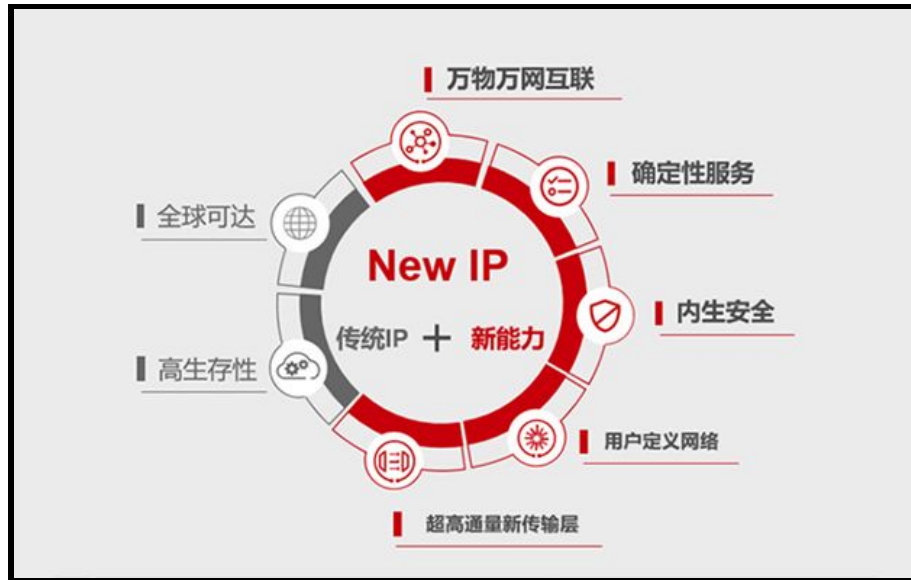 万物万网互联
确定性服务
全球可达
New IP
内生安全
传统IP + 新能力
高生存性
用户定义网络
超高通量新传输层